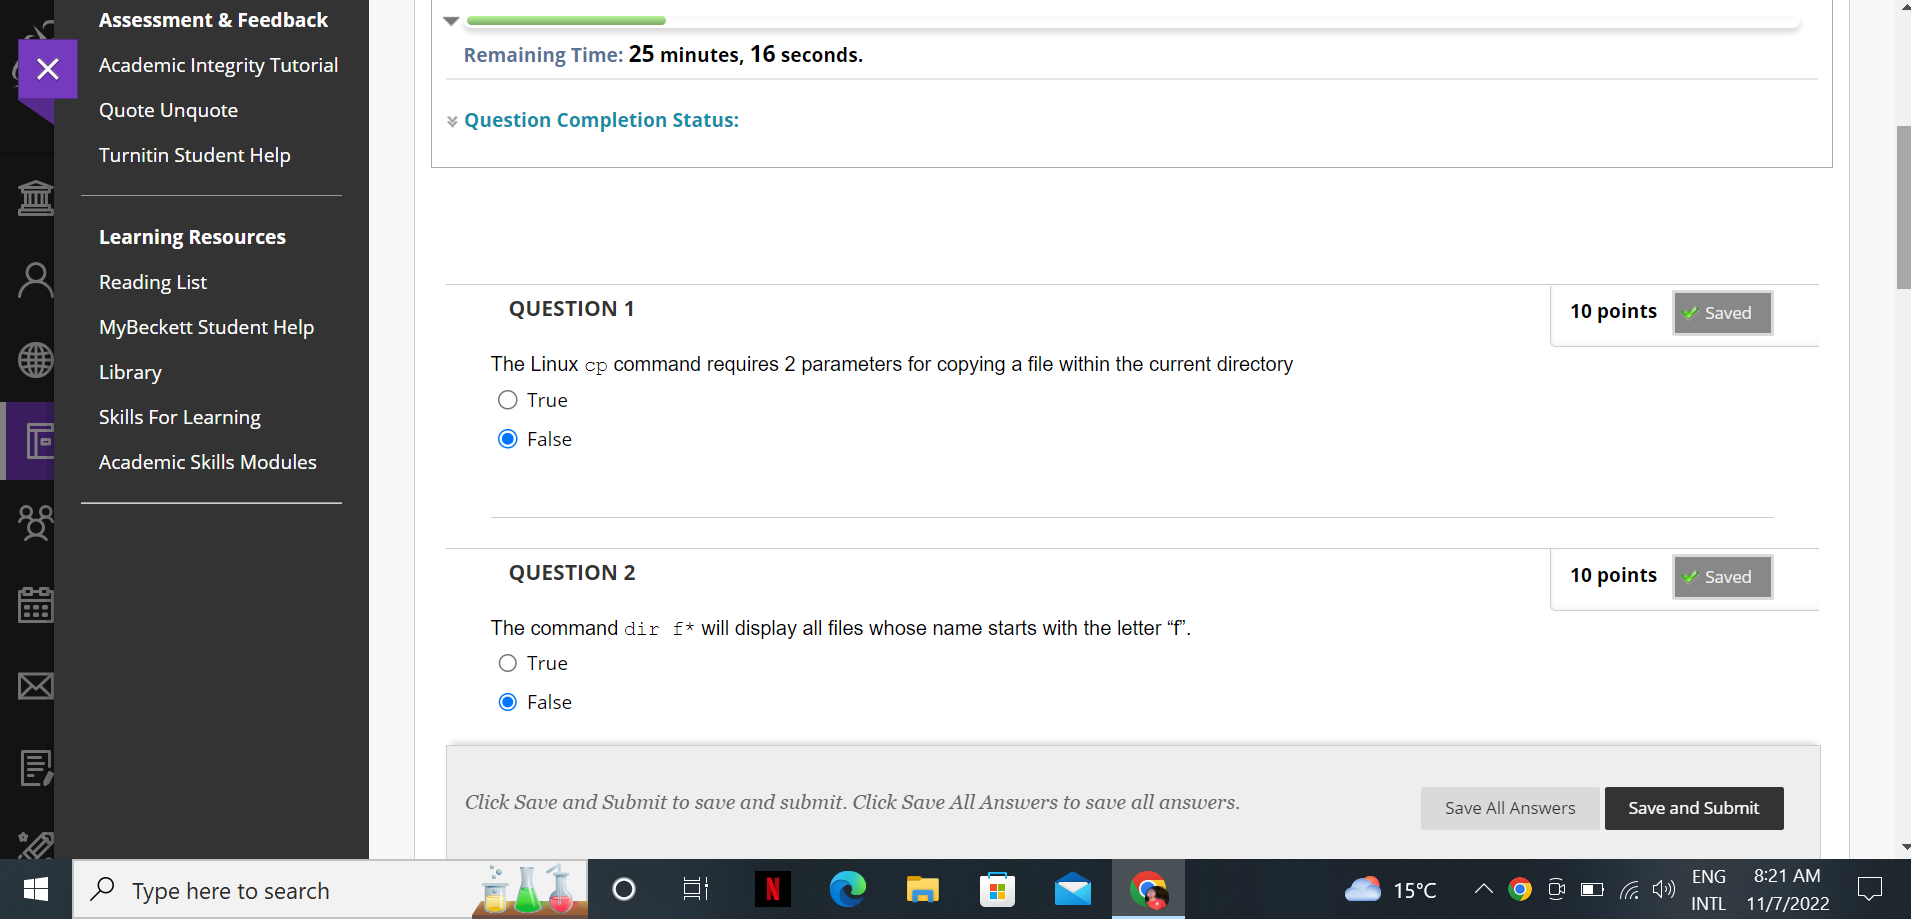 Assessment & Feedback
Academic Integrity Tutorial
Quote Unquote
Turnitin Student Help
Learning Resources
Reading List
MyBeckett Student Help
Library
Skills For Learning
Academic Skills Modules
Remaining Time: 25 minutes, 16 seconds.
Question Completion Status:
QUESTION 1
10 points
Saved
The Linux cp command requires 2 parameters for copying a file within the current directory
True
False
QUESTION 2
10 points
Saved
The command dir f* will display all files whose name starts with the letter “f”.
True
False
Click Save and Submit to save and submit. Click Save All Answers to save all answers.
Save All Answers
Save and Submit
Type here to search
N
15°C
ENG
INTL
8:21 AM
11/7/2022